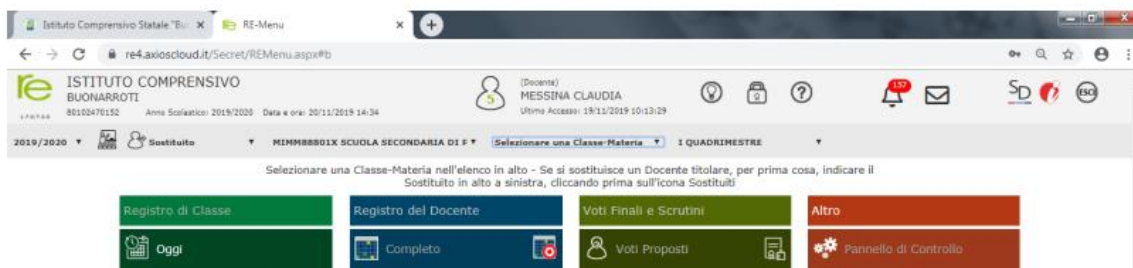 Istituto Comprensivo Statale "Bu
RE-Menu
re4.axioscloud.it/Secret/REMenu.aspx#b
re
ISTITUTO COMPRENSIVO
BUONARROTI
80102470152 Anno Scolastico: 2019/2020 Data e ora: 20/11/2019 14:34
5
(Docente)
MESSINA CLAUDIA
Ultimo Accesso: 19/11/2019 10:13:29
?
157
SD
ESCI
2019/2020 Sostituito MIMM88801X SCUOLA SECONDARIA DI P Selezionare una Classe-Materia I QUADRIMESTRE
Selezionare una Classe-Materia nell'elenco in alto - Se si sostituisce un Docente titolare, per prima cosa, indicare il
Sostituito in alto a sinistra, cliccando prima sull'icona Sostituiti
Registro di Classe Registro del Docente Voti Finali e Scrutini Altro
Oggi Completo Voti Proposti Pannello di Controllo